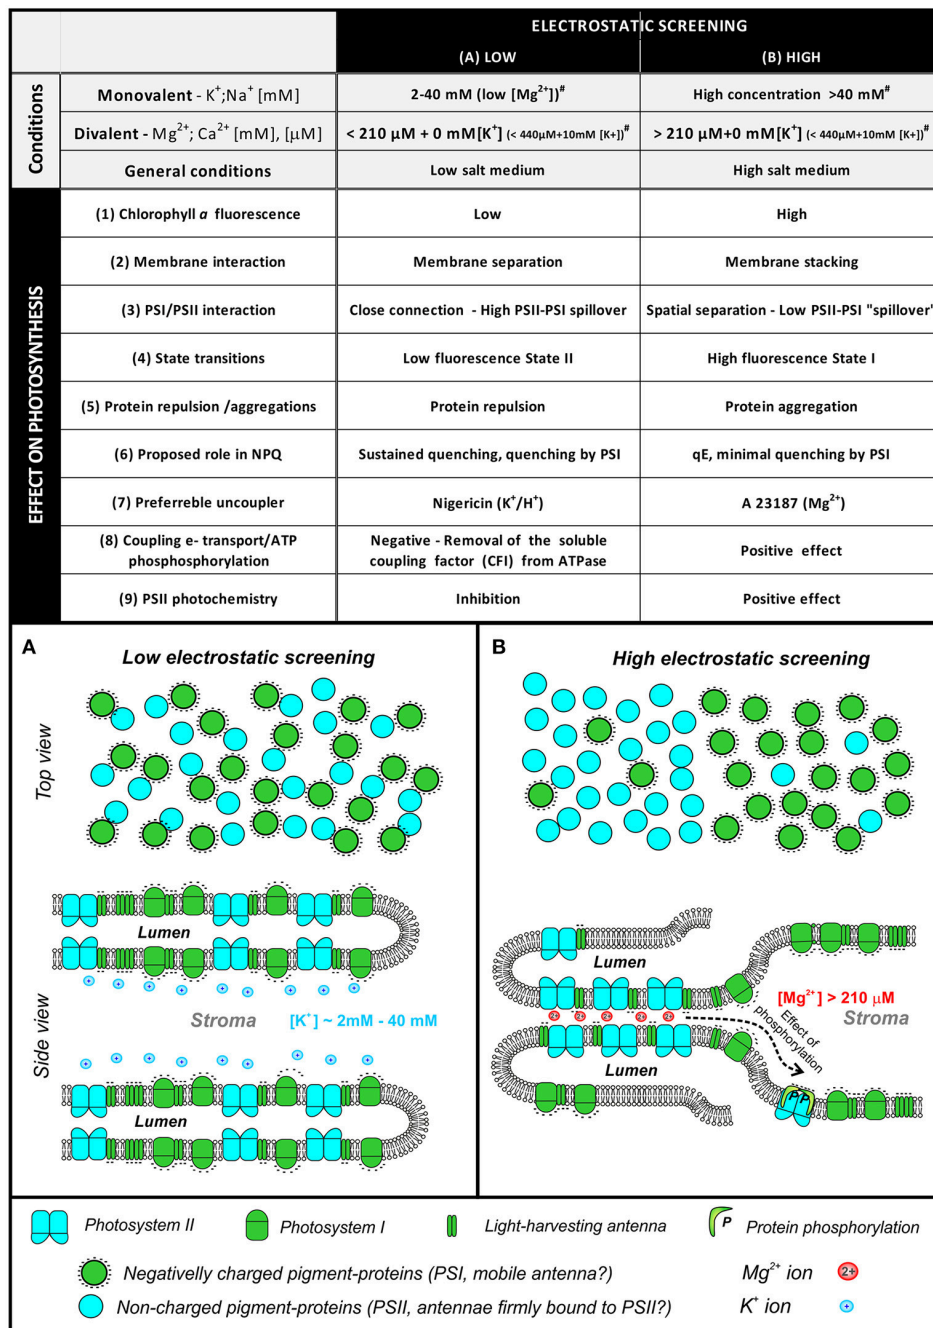 ELECTROSTATIC SCREENING
(A) LOW
(B) HIGH
Conditions
Monovalent - K⁺;Na⁺ [mM]
2-40 mM (low [Mg²⁺])#
High concentration >40 mM#
Divalent - Mg²⁺; Ca²⁺ [mM], [µM]
< 210 µM + 0 mM[K⁺] (< 440µM+10mM [K+])#
> 210 µM+0 mM[K⁺] (< 440µM+10mM [K+])#
General conditions
Low salt medium
High salt medium
EFFECT ON PHOTOSYNTHESIS
(1) Chlorophyll a fluorescence
Low
High
(2) Membrane interaction
Membrane separation
Membrane stacking
(3) PSI/PSII interaction
Close connection - High PSII-PSI spillover
Spatial separation - Low PSII-PSI "spillover"
(4) State transitions
Low fluorescence State II
High fluorescence State I
(5) Protein repulsion /aggregations
Protein repulsion
Protein aggregation
(6) Proposed role in NPQ
Sustained quenching, quenching by PSI
qE, minimal quenching by PSI
(7) Preferreble uncoupler
Nigericin (K⁺/H⁺)
A 23187 (Mg²⁺)
(8) Coupling e- transport/ATP
phosphosphorylation
Negative - Removal of the soluble
coupling factor (CFI) from ATPase
Positive effect
(9) PSII photochemistry
Inhibition
Positive effect
A
Low electrostatic screening
Top view
Side view
Lumen
Stroma
[K⁺] ~ 2mM - 40 mM
Lumen
B
High electrostatic screening
Lumen
[Mg²⁺] > 210 µM
Stroma
2+ 2+ 2+ 2+ 2+
Effect of
phosphorylation
Lumen
PP
Photosystem II
Photosystem I
Light-harvesting antenna
P
Protein phosphorylation
Negativelly charged pigment-proteins (PSI, mobile antenna?)
Mg²⁺ ion
2+
Non-charged pigment-proteins (PSII, antennae firmly bound to PSII?)
K⁺ ion
+